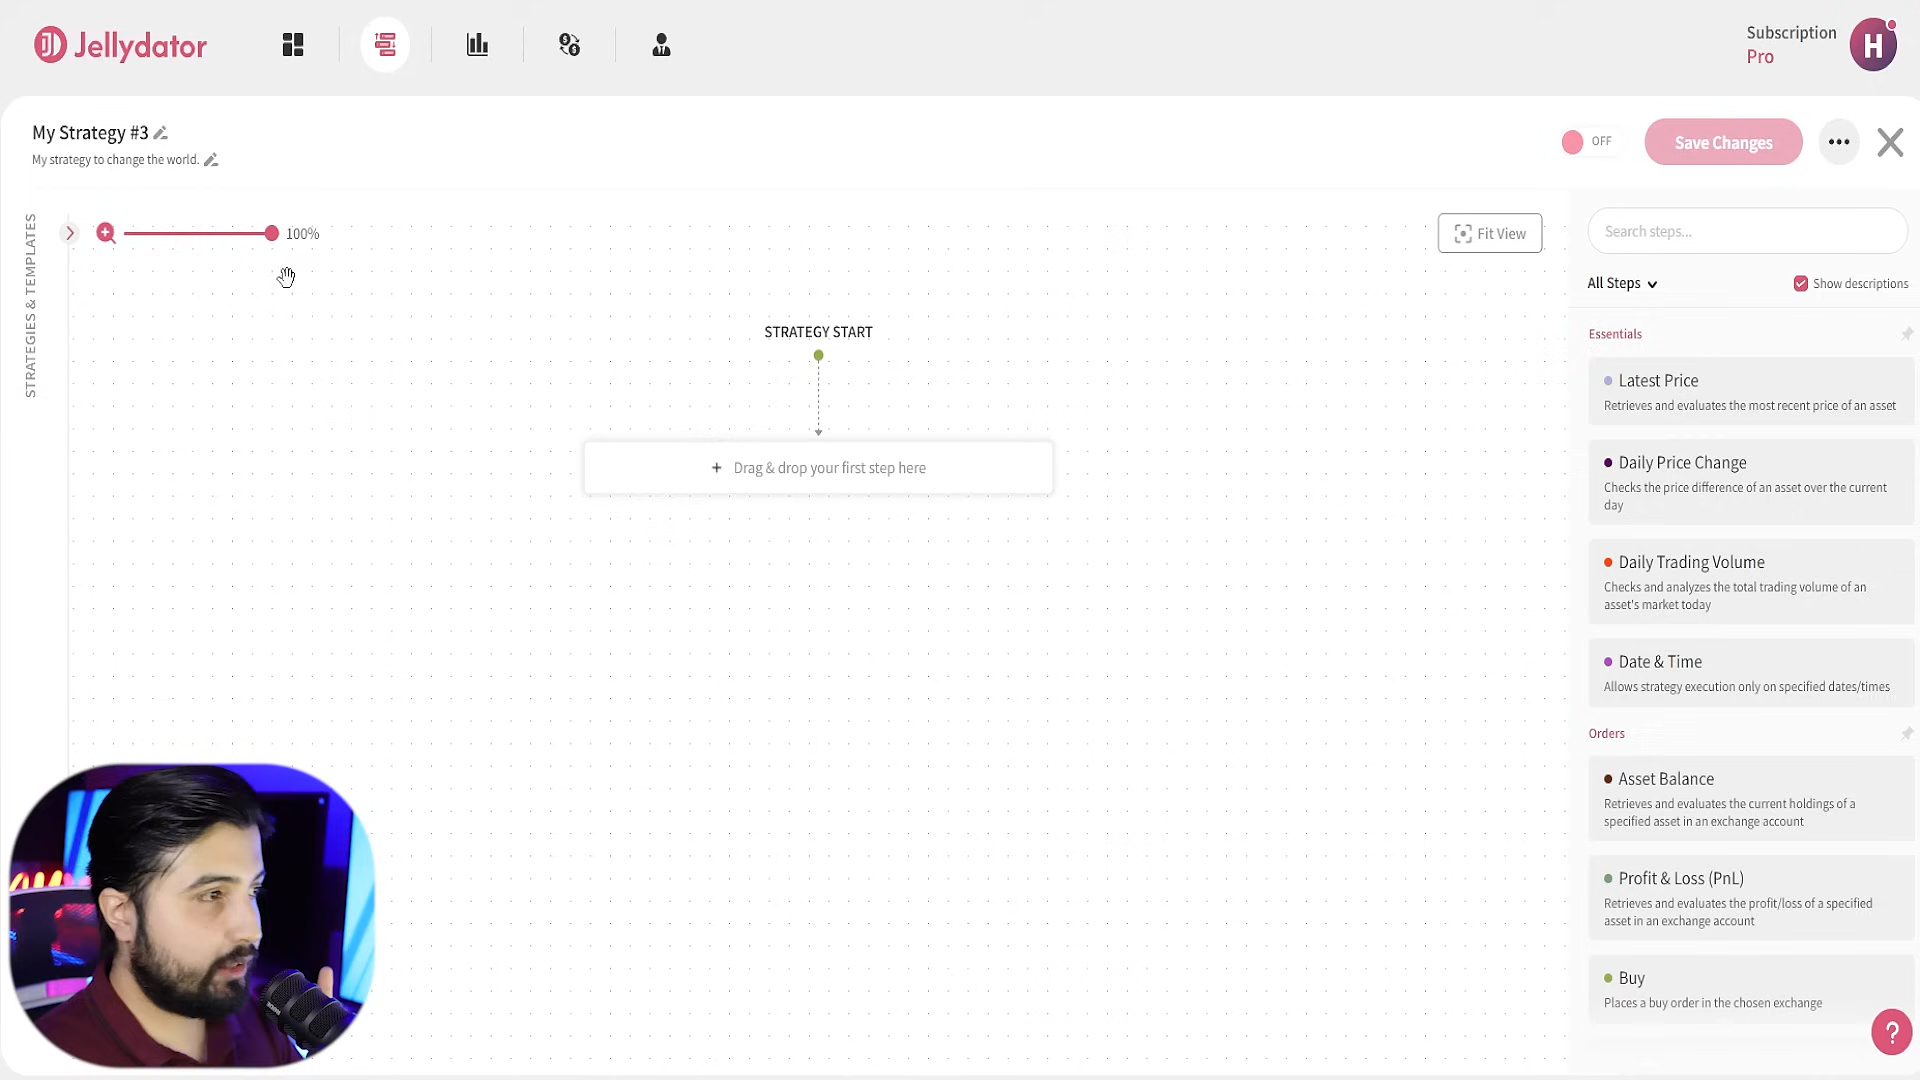 Jellydator
Subscription
Pro
H
My Strategy #3
My strategy to change the world.
OFF
Save Changes
STRATEGIES & TEMPLATES
100%
Fit View
Search steps...
All Steps
Show descriptions
STRATEGY START
Drag & drop your first step here
Essentials
Latest Price
Retrieves and evaluates the most recent price of an asset
Daily Price Change
Checks the price difference of an asset over the current
day
Daily Trading Volume
Checks and analyzes the total trading volume of an
asset's market today
Date & Time
Allows strategy execution only on specified dates/times
Orders
Asset Balance
Retrieves and evaluates the current holdings of a
specified asset in an exchange account
Profit & Loss (PnL)
Retrieves and evaluates the profit/loss of a specified
asset in an exchange account
Buy
Places a buy order in the chosen exchange
?